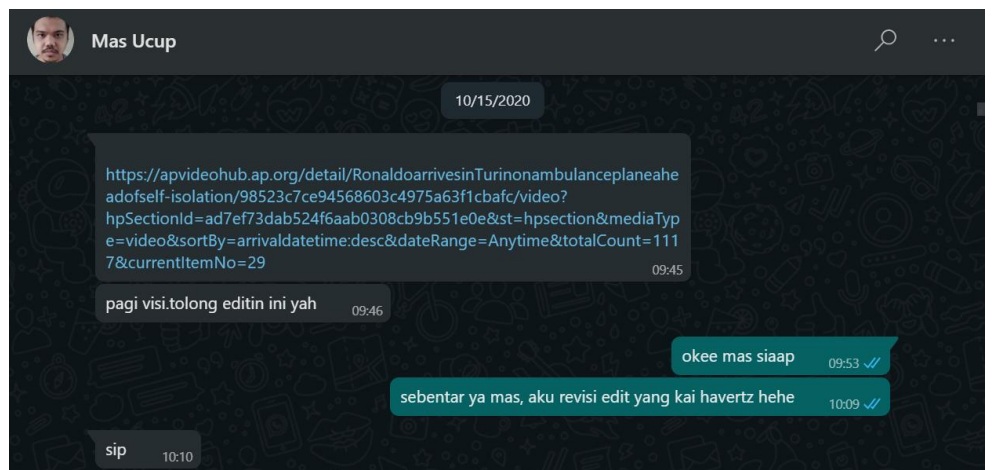 Mas Ucup
10/15/2020
https://apvideohub.ap.org/detail/RonaldoarrivesinTurinonambulanceplaneahe
adofself-isolation/98523c7ce94568603c4975a63f1cbafc/video?
hpSectionId=ad7ef73dab524f6aab0308cb9b551e0e&st=hpsection&mediaTyp
e=video&sortBy=arrivaldatetime:desc&dateRange=Anytime&totalCount=111
7&currentItemNo=29
09:45
pagi visi.tolong editin ini yah 09:46
okee mas siaap 09:53
sebentar ya mas, aku revisi edit yang kai havertz hehe 10:09
sip 10:10